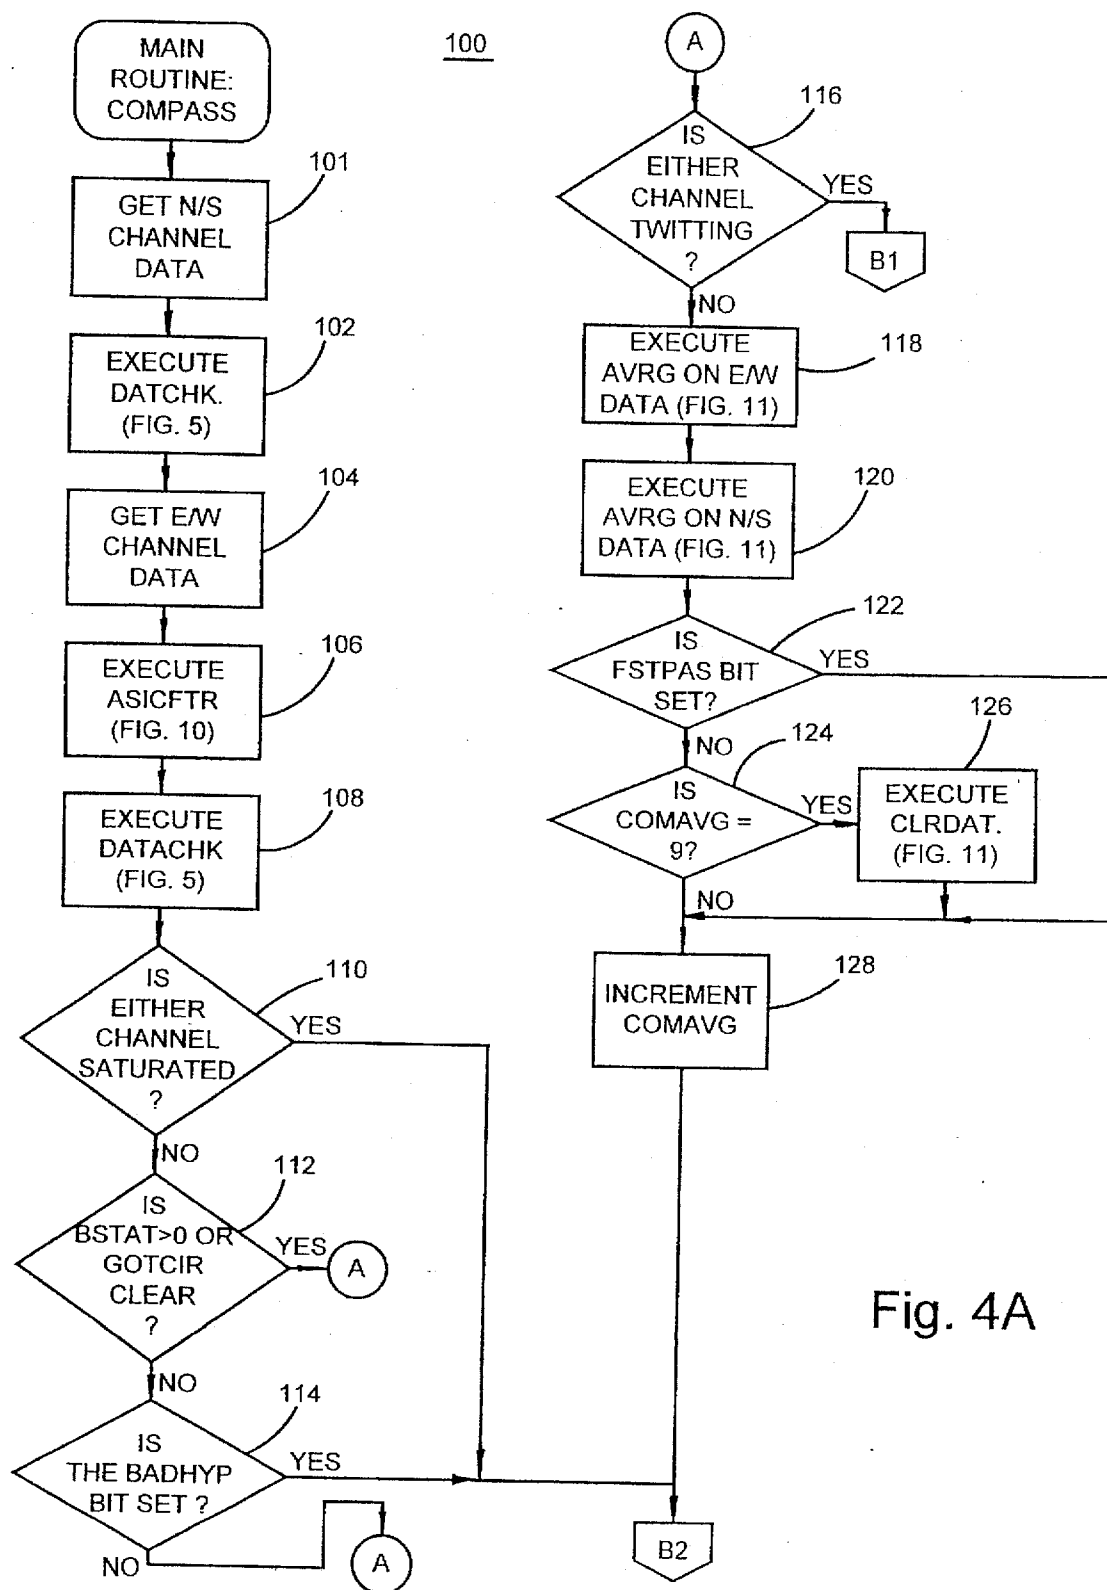 MAIN
ROUTINE:
COMPASS
101
GET N/S
CHANNEL
DATA
102
EXECUTE
DATCHK.
(FIG. 5)
104
GET E/W
CHANNEL
DATA
106
EXECUTE
ASICFTR
(FIG. 10)
108
EXECUTE
DATACHK
(FIG. 5)
110
IS
EITHER
CHANNEL
SATURATED
?
YES
NO
112
IS
BSTAT>0 OR
GOTCIR
CLEAR
?
YES
A
NO
114
IS
THE BADHYP
BIT SET ?
YES
NO
A
100
A
116
IS
EITHER
CHANNEL
TWITTING
?
YES
B1
NO
118
EXECUTE
AVRG ON E/W
DATA (FIG. 11)
120
EXECUTE
AVRG ON N/S
DATA (FIG. 11)
122
IS
FSTPAS BIT
SET?
YES
NO
124
IS
COMAVG =
9?
YES
126
EXECUTE
CLRDAT.
(FIG. 11)
NO
128
INCREMENT
COMAVG
B2
Fig. 4A